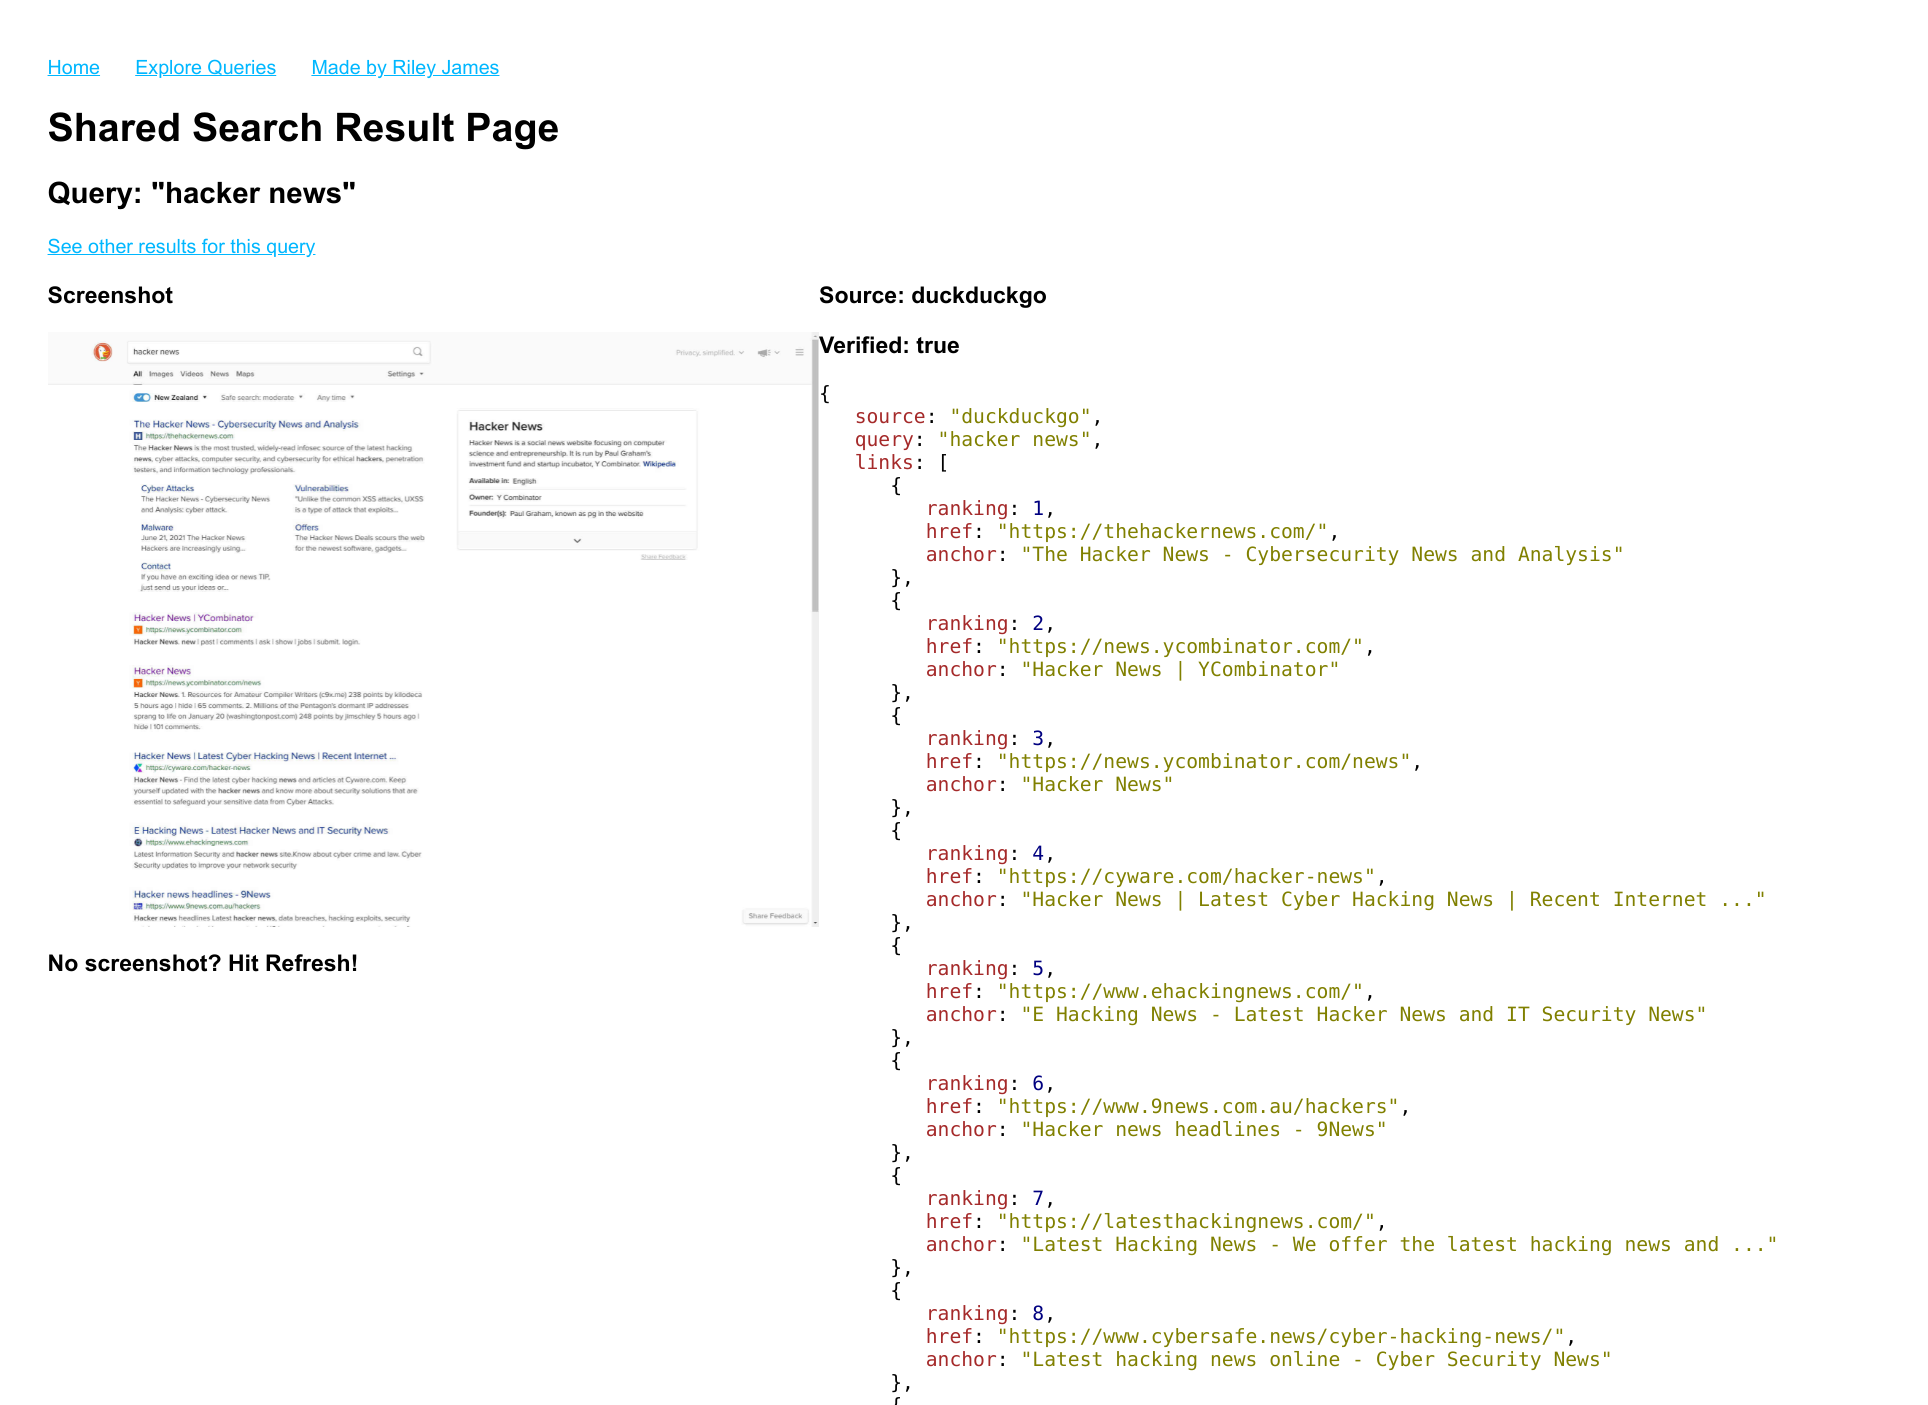 Home Explore Queries Made by Riley James
Shared Search Result Page
Query: "hacker news"
See other results for this query
Screenshot
hacker news
Privacy, simplified.
All Images Videos News Maps Settings
New Zealand Safe search: moderate Any time
The Hacker News - Cybersecurity News and Analysis
https://thehackernews.com
The Hacker News is the most trusted, widely-read infosec source of the latest hacking
news, cyber attacks, computer security, and cybersecurity for ethical hackers, penetration
testers, and information technology professionals.
Cyber Attacks
The Hacker News - Cybersecurity News
and Analysis: cyber attack.
Vulnerabilities
"Unlike the common XSS attacks, UXSS
is a type of attack that exploits...
Malware
June 21, 2021 The Hacker News
Hackers are increasingly using...
Offers
The Hacker News Deals scours the web
for the newest software, gadgets...
Contact
If you have an exciting idea or news TIP,
just send us your ideas or...
Hacker News | YCombinator
https://news.ycombinator.com
Hacker News. new | past | comments | ask | show | jobs | submit. login.
Hacker News
https://news.ycombinator.com/news
Hacker News. 1. Resources for Amateur Compiler Writers (c9x.me) 238 points by kilodeca
5 hours ago | hide | 65 comments. 2. Millions of the Pentagon's dormant IP addresses
sprang to life on January 20 (washingtonpost.com) 248 points by jimschley 5 hours ago |
hide | 101 comments.
Hacker News | Latest Cyber Hacking News | Recent Internet ...
https://cyware.com/hacker-news
Hacker News - Find the latest cyber hacking news and articles at Cyware.com. Keep
yourself updated with the hacker news and know more about security solutions that are
essential to safeguard your sensitive data from Cyber Attacks.
E Hacking News - Latest Hacker News and IT Security News
https://www.ehackingnews.com
Latest Information Security and hacker news site.Know about cyber crime and law. Cyber
Security updates to improve your network security
Hacker news headlines - 9News
https://www.9news.com.au/hackers
Hacker news headlines Latest hacker news, date breaches, hacking exploits, security
Hacker News
Hacker News is a social news website focusing on computer
science and entrepreneurship. It is run by Paul Graham's
investment fund and startup incubator, Y Combinator. Wikipedia
Available in: English
Owner: Y Combinator
Founder(s): Paul Graham, known as pg in the website
Share Feedback
Share Feedback
No screenshot? Hit Refresh!
Source: duckduckgo
Verified: true
{
source: "duckduckgo",
query: "hacker news",
links: [
{
ranking: 1,
href: "https://thehackernews.com/",
anchor: "The Hacker News - Cybersecurity News and Analysis"
},
{
ranking: 2,
href: "https://news.ycombinator.com/",
anchor: "Hacker News | YCombinator"
},
{
ranking: 3,
href: "https://news.ycombinator.com/news",
anchor: "Hacker News"
},
{
ranking: 4,
href: "https://cyware.com/hacker-news",
anchor: "Hacker News | Latest Cyber Hacking News | Recent Internet ..."
},
{
ranking: 5,
href: "https://www.ehackingnews.com/",
anchor: "E Hacking News - Latest Hacker News and IT Security News"
},
{
ranking: 6,
href: "https://www.9news.com.au/hackers",
anchor: "Hacker news headlines - 9News"
},
{
ranking: 7,
href: "https://latesthackingnews.com/",
anchor: "Latest Hacking News - We offer the latest hacking news and ..."
},
{
ranking: 8,
href: "https://www.cybersafe.news/cyber-hacking-news/",
anchor: "Latest hacking news online - Cyber Security News"
},
{